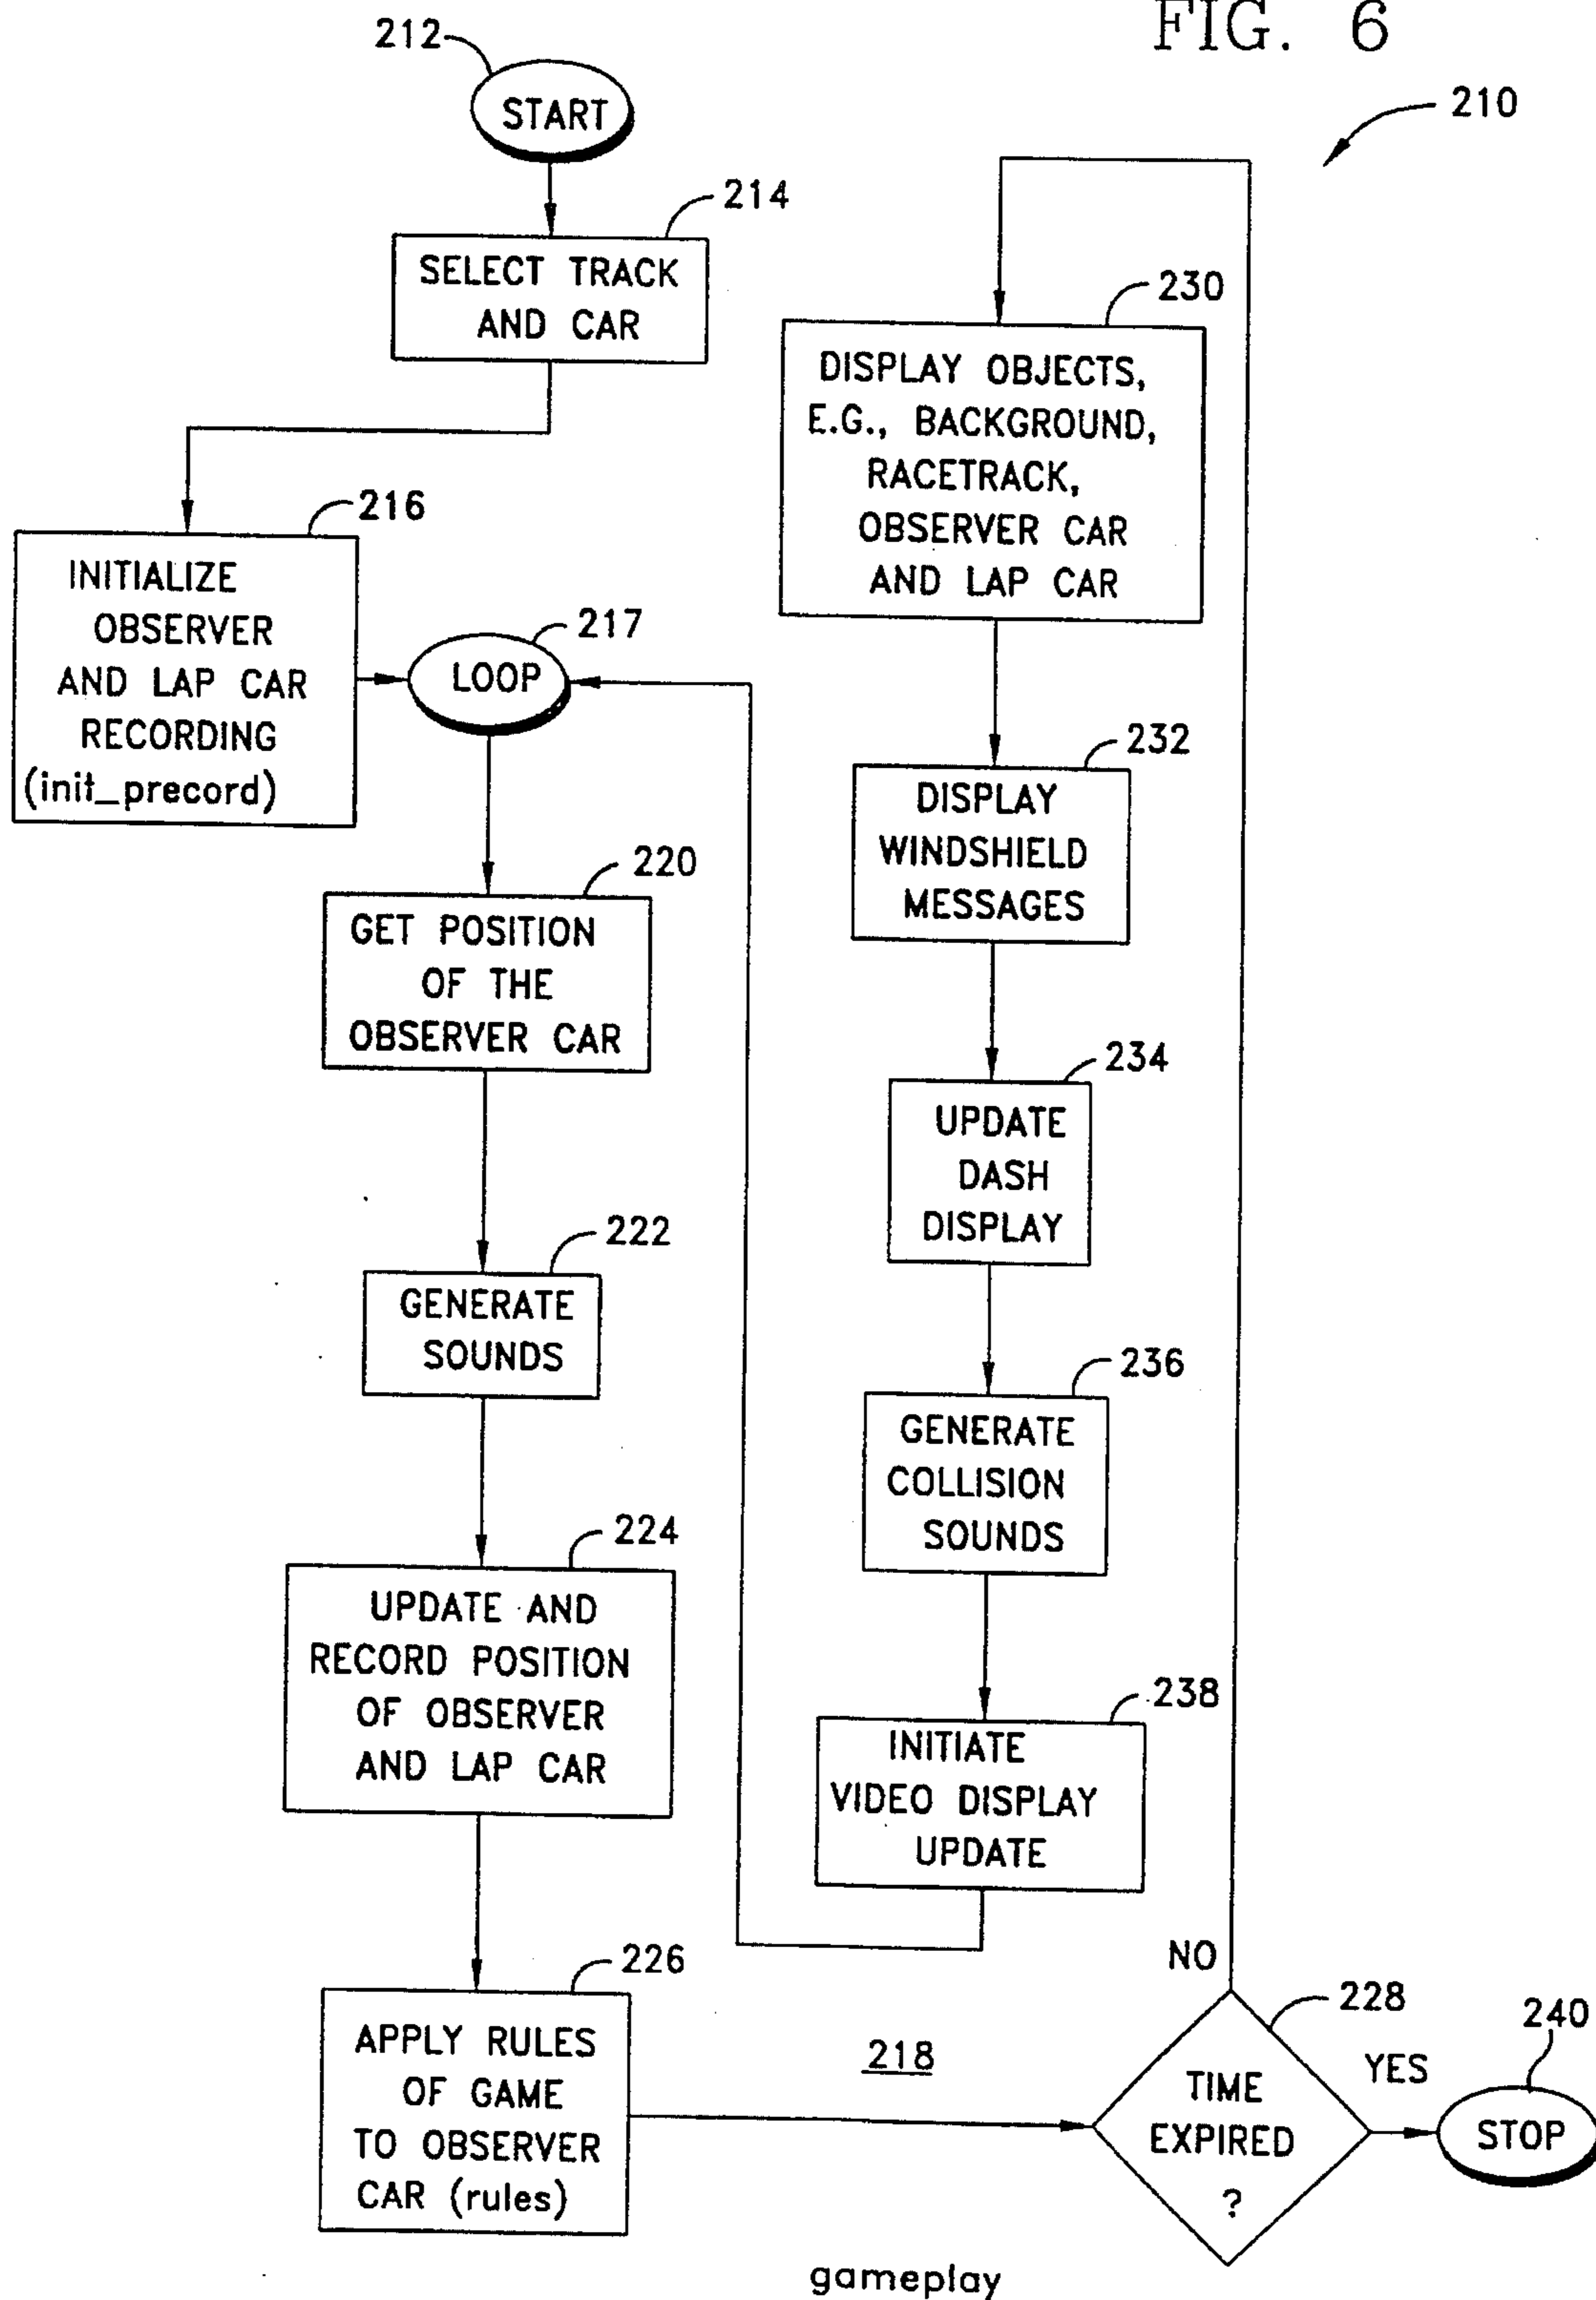 FIG. 6
210
212
START
214
SELECT TRACK
AND CAR
216
INITIALIZE
OBSERVER
AND LAP CAR
RECORDING
(init_precord)
217
LOOP
220
GET POSITION
OF THE
OBSERVER CAR
222
GENERATE
SOUNDS
224
UPDATE AND
RECORD POSITION
OF OBSERVER
AND LAP CAR
226
APPLY RULES
OF GAME
TO OBSERVER
CAR (rules)
218
228
TIME
EXPIRED
?
NO
YES
240
STOP
230
DISPLAY OBJECTS,
E.G., BACKGROUND,
RACETRACK,
OBSERVER CAR
AND LAP CAR
232
DISPLAY
WINDSHIELD
MESSAGES
234
UPDATE
DASH
DISPLAY
236
GENERATE
COLLISION
SOUNDS
238
INITIATE
VIDEO DISPLAY
UPDATE
gameplay